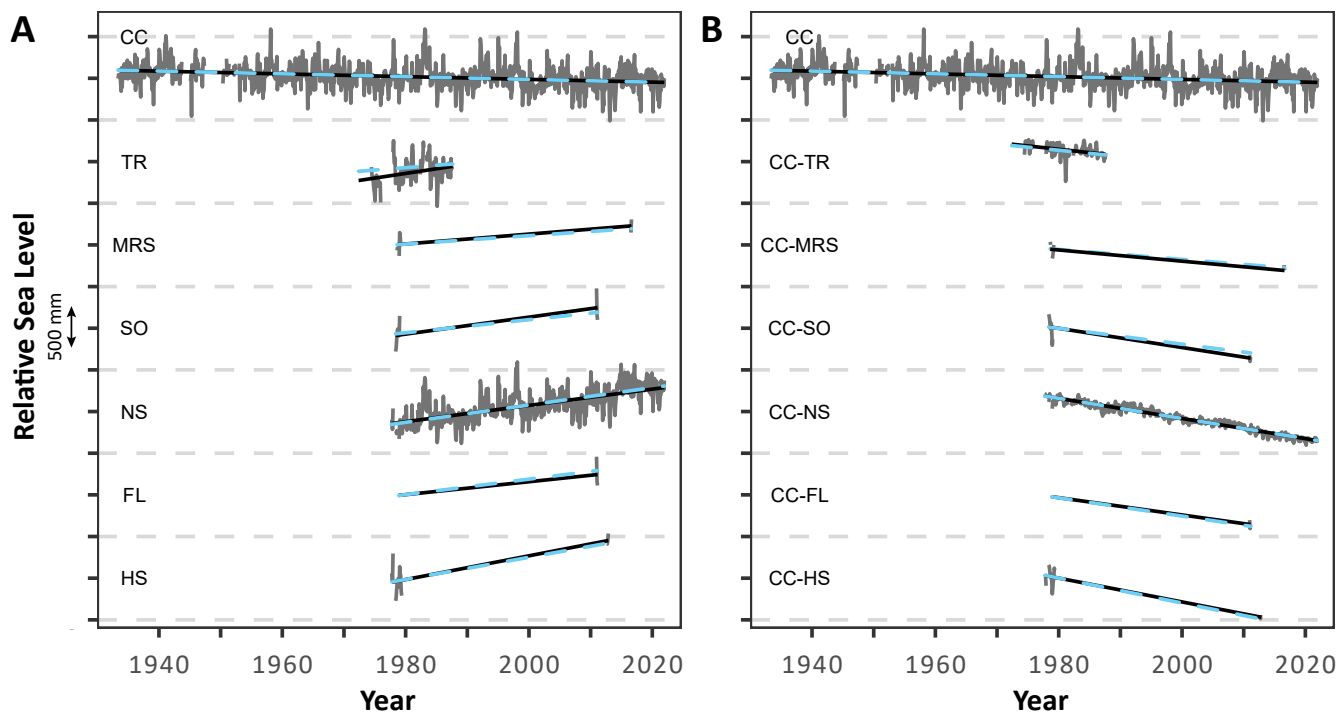 A
B
CC
TR
MRS
SO
NS
FL
HS
Relative Sea Level
500 mm
1940 1960 1980 2000 2020
Year
CC
CC-TR
CC-MRS
CC-SO
CC-NS
CC-FL
CC-HS
1940 1960 1980 2000 2020
Year